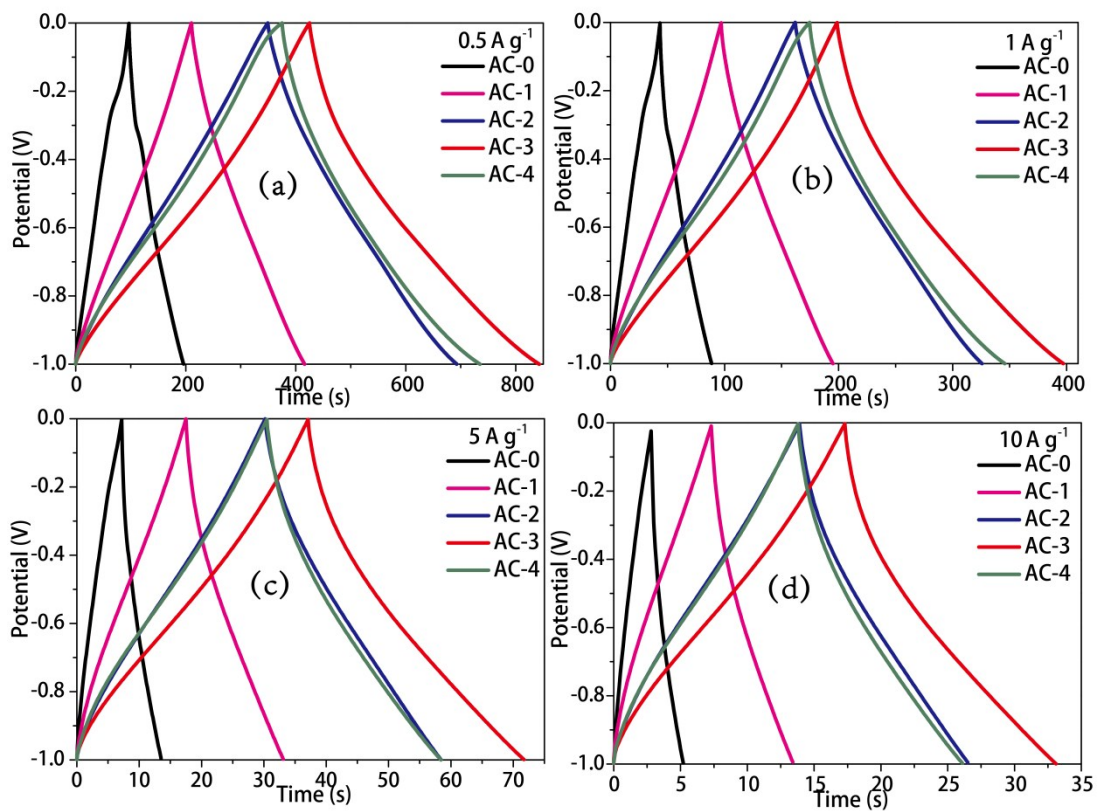 0.0
-0.2
-0.4
-0.6
-0.8
-1.0
Potential (V)
0.5 A g⁻¹
AC-0
AC-1
AC-2
AC-3
AC-4
(a)
0 200 400 600 800
Time (s)
0.0
-0.2
-0.4
-0.6
-0.8
-1.0
Potential (V)
1 A g⁻¹
AC-0
AC-1
AC-2
AC-3
AC-4
(b)
0 100 200 300 400
Time (s)
0.0
-0.2
-0.4
-0.6
-0.8
-1.0
Potential (V)
5 A g⁻¹
AC-0
AC-1
AC-2
AC-3
AC-4
(c)
0 10 20 30 40 50 60 70
Time (s)
0.0
-0.2
-0.4
-0.6
-0.8
-1.0
Potential (V)
10 A g⁻¹
AC-0
AC-1
AC-2
AC-3
AC-4
(d)
0 5 10 15 20 25 30 35
Time (s)